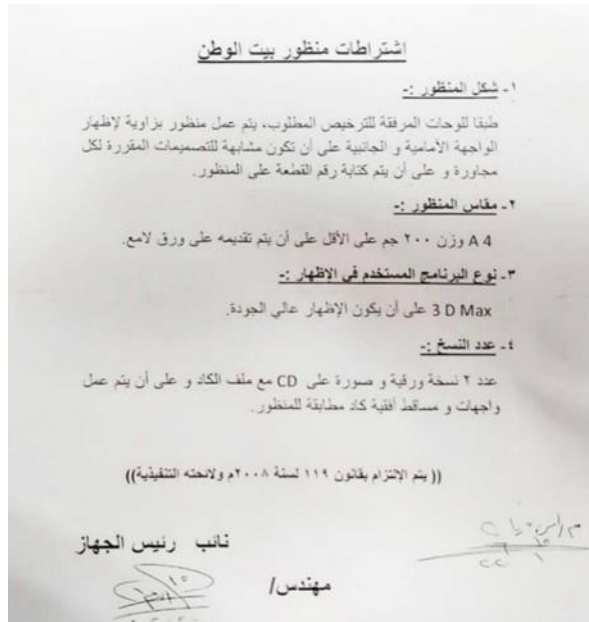 اشتراطات منظور بيت الوطن
١- شكل المنظور :-
طبقا للوحات المرفقة للترخيص المطلوب، يتم عمل منظور بزاوية لإظهار
الواجهة الأمامية و الجانبية على أن تكون مشابهة للتصميمات المقررة لكل
مجاورة و على أن يتم كتابة رقم القطعة على المنظور.
٢- مقاس المنظور :-
A 4 وزن ٢٠٠ جم على الأقل على أن يتم تقديمه على ورق لامع.
٣- نوع البرنامج المستخدم في الإظهار :-
3 D Max على أن يكون الإظهار عالي الجودة.
٤- عدد النسخ :-
عدد ٢ نسخة ورقية و صورة على CD مع ملف الكاد و على أن يتم عمل
واجهات و مساقط أفقية كاد مطابقة للمنظور.
(( يتم الإلتزام بقانون ١١٩ لسنة ٢٠٠٨م ولائحته التنفيذية))
نائب رئيس الجهاز
مهندس/